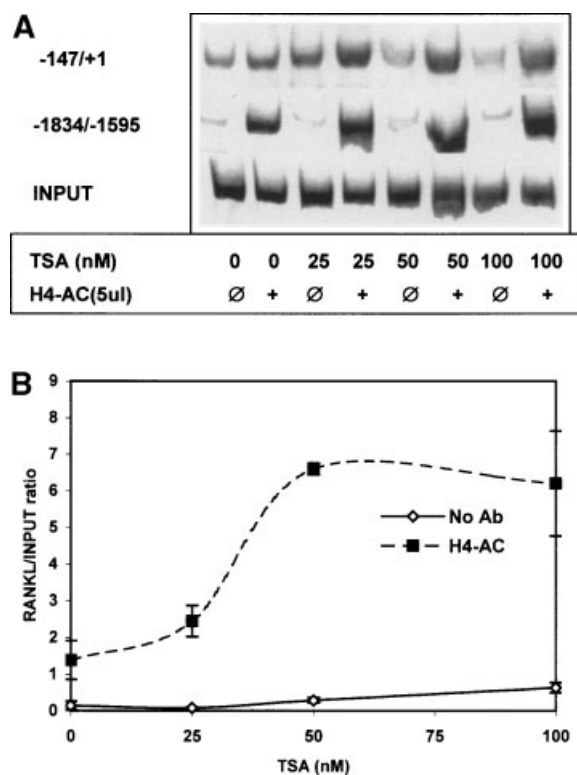 A
-147/+1
-1834/-1595
INPUT
TSA (nM) 0 0 25 25 50 50 100 100
H4-AC(5ul) Ø + Ø + Ø + Ø +
B
9
8
7
6
5
4
3
2
1
0
RANKL/INPUT ratio
No Ab
H4-AC
0 25 50 75 100
TSA (nM)